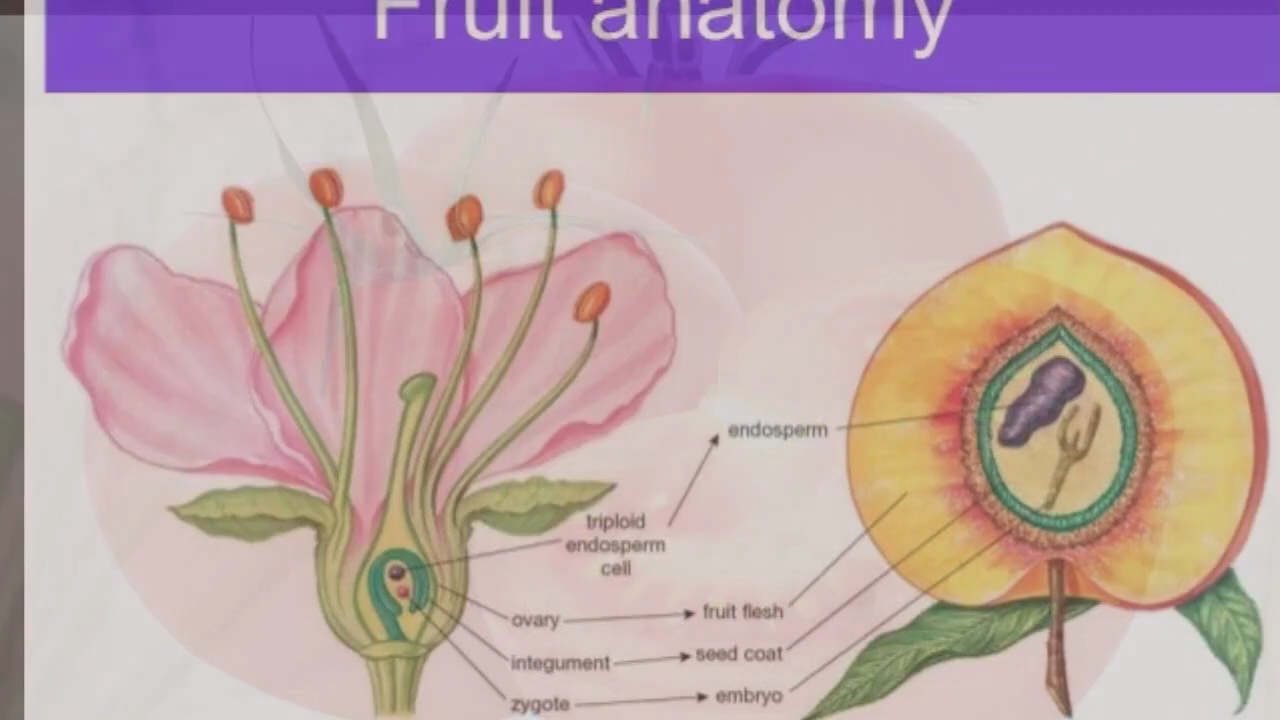 Fruit anatomy
endosperm
triploid
endosperm
cell
ovary
fruit flesh
integument
seed coat
zygote
embryo